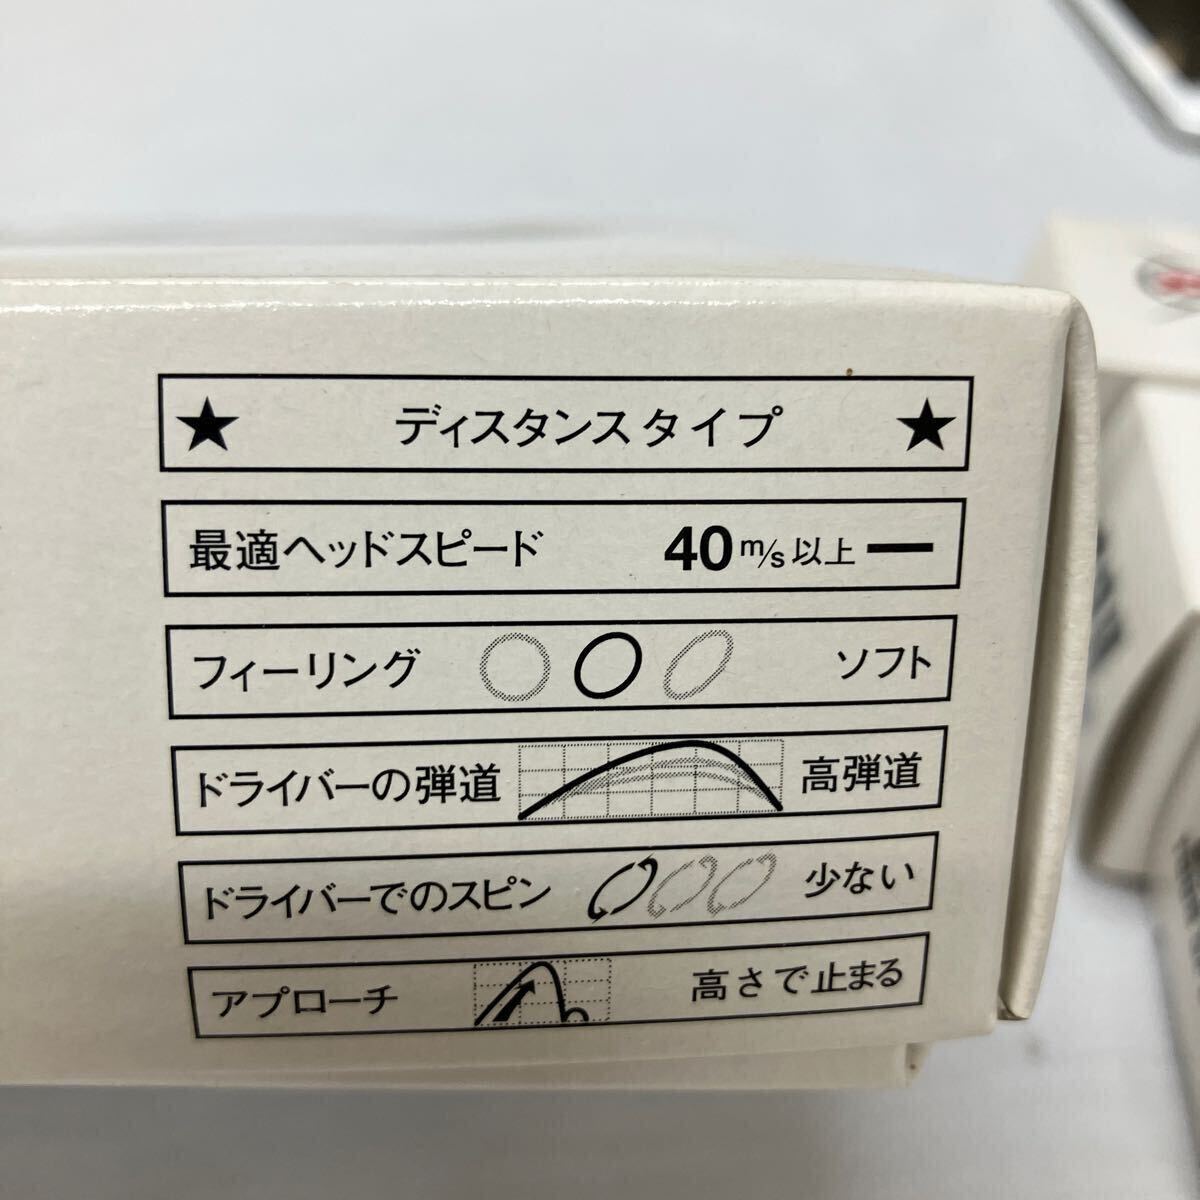 ★ ディスタンスタイプ ★
最適ヘッドスピード 40m/s以上
フィーリング ソフト
ドライバーの弾道 高弾道
ドライバーでのスピン 少ない
アプローチ 高さで止まる